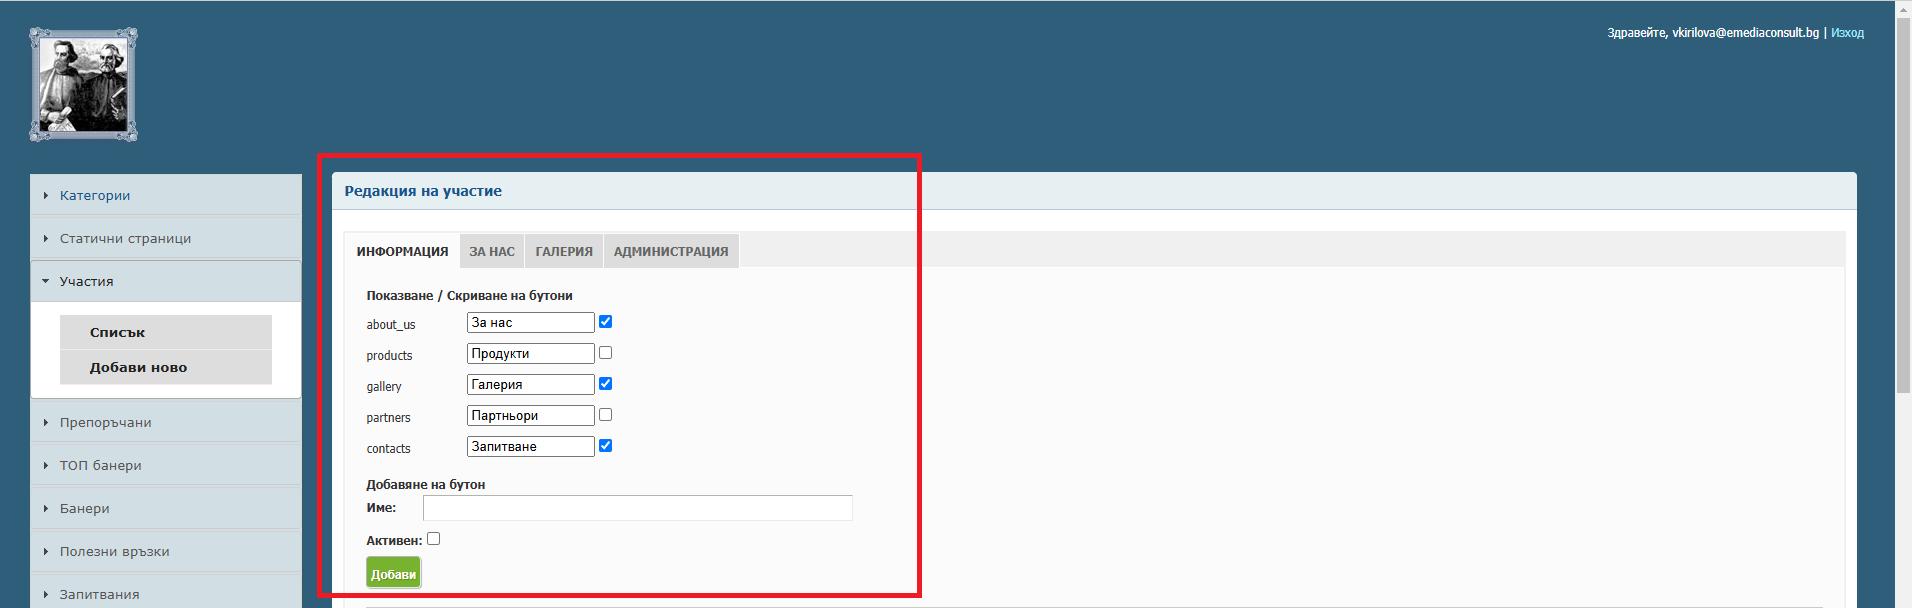 Здравейте, vkirilova@emediaconsult.bg | Изход
Категории
Статични страници
Участия
Списък
Добави ново
Препоръчани
ТОП банери
Банери
Полезни връзки
Запитвания
Редакция на участие
ИНФОРМАЦИЯ ЗА НАС ГАЛЕРИЯ АДМИНИСТРАЦИЯ
Показване / Скриване на бутони
about_us За нас
products Продукти
gallery Галерия
partners Партньори
contacts Запитване
Добавяне на бутон
Име:
Активен:
Добави